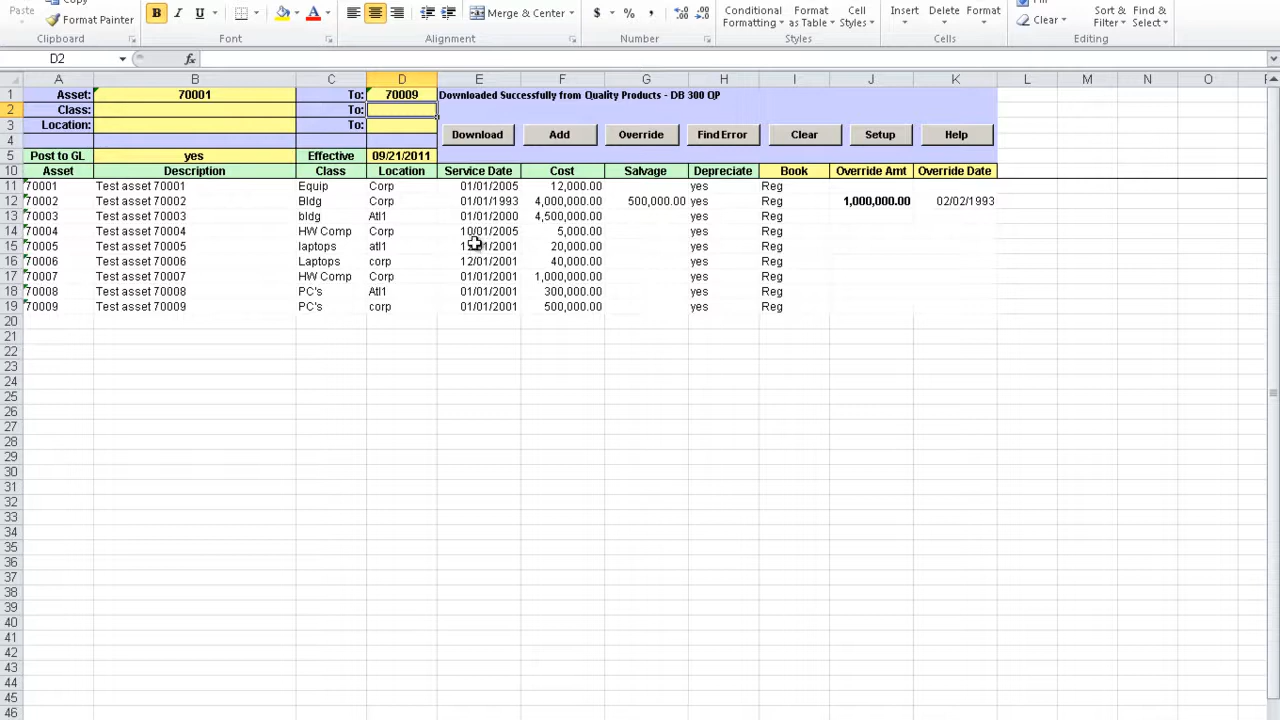 Paste
Copy
Format Painter
Clipboard
B I U
Font
Merge & Center
Alignment
$ % ,
Number
Conditional Formatting
Format as Table
Cell Styles
Styles
Insert Delete Format
Cells
Fill
Clear
Sort & Filter
Find & Select
Editing
D2 fx
A B C D E F G H I J K L M N O
1 Asset: 70001 To: 70009 Downloaded Successfully from Quality Products - DB 300 QP
2 Class: To:
3 Location: To: Download Add Override Find Error Clear Setup Help
4
5 Post to GL yes Effective 09/21/2011
10 Asset Description Class Location Service Date Cost Salvage Depreciate Book Override Amt Override Date
11 70001 Test asset 70001 Equip Corp 01/01/2005 12,000.00 yes Reg
12 70002 Test asset 70002 Bldg Corp 01/01/1993 4,000,000.00 500,000.00 yes Reg 1,000,000.00 02/02/1993
13 70003 Test asset 70003 bldg Atl1 01/01/2000 4,500,000.00 yes Reg
14 70004 Test asset 70004 HW Comp Corp 10/01/2005 5,000.00 yes Reg
15 70005 Test asset 70005 laptops atl1 20,000.00 yes Reg
16 70006 Test asset 70006 Laptops corp 12/01/2001 40,000.00 yes Reg
17 70007 Test asset 70007 HW Comp Corp 01/01/2001 1,000,000.00 yes Reg
18 70008 Test asset 70008 PC's Atl1 01/01/2001 300,000.00 yes Reg
19 70009 Test asset 70009 PC's corp 01/01/2001 500,000.00 yes Reg
20
21
22
23
24
25
26
27
28
29
30
31
32
33
34
35
36
37
38
39
40
41
42
43
44
45
46